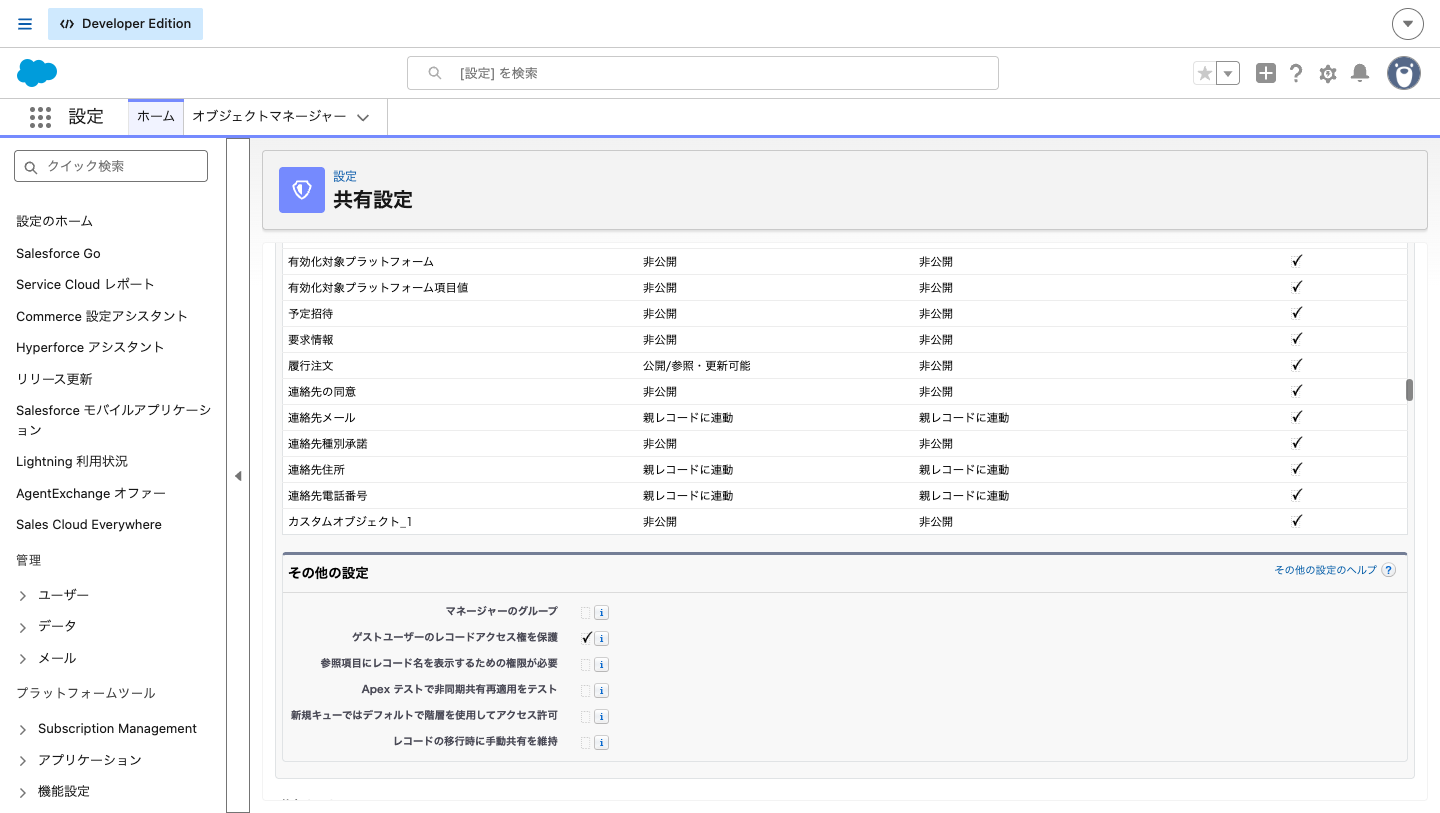 Developer Edition
[設定] を検索
設定
ホーム
オブジェクトマネージャー
クイック検索
設定のホーム
Salesforce Go
Service Cloud レポート
Commerce 設定アシスタント
Hyperforce アシスタント
リリース更新
Salesforce モバイルアプリケーシ
ョン
Lightning 利用状況
AgentExchange オファー
Sales Cloud Everywhere
管理
ユーザー
データ
メール
プラットフォームツール
Subscription Management
アプリケーション
機能設定
設定
共有設定
有効化対象プラットフォーム 非公開 非公開
有効化対象プラットフォーム項目値 非公開 非公開
予定招待 非公開 非公開
要求情報 非公開 非公開
履行注文 公開/参照・更新可能 非公開
連絡先の同意 非公開 非公開
連絡先メール 親レコードに連動 親レコードに連動
連絡先種別承諾 非公開 非公開
連絡先住所 親レコードに連動 親レコードに連動
連絡先電話番号 親レコードに連動 親レコードに連動
カスタムオブジェクト_1 非公開 非公開
その他の設定
その他の設定のヘルプ ?
マネージャーのグループ i
ゲストユーザーのレコードアクセス権を保護 i
参照項目にレコード名を表示するための権限が必要 i
Apex テストで非同期共有再適用をテスト i
新規キューではデフォルトで階層を使用してアクセス許可 i
レコードの移行時に手動共有を維持 i